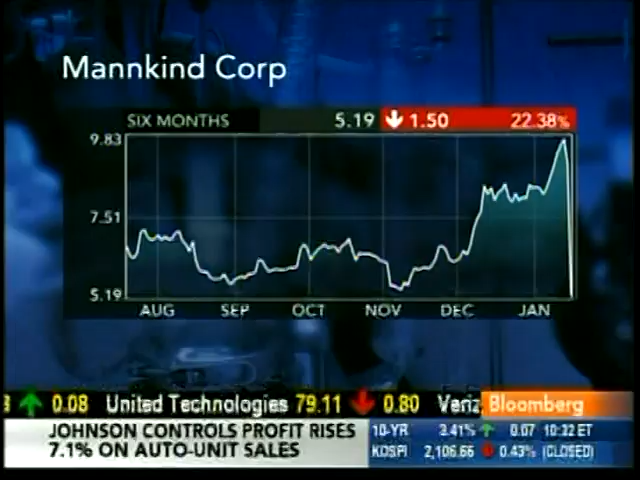 Mannkind Corp
SIX MONTHS 5.19 1.50 22.38%
9.83
7.51
5.19
AUG SEP OCT NOV DEC JAN
0.08 United Technologies 79.11 0.80 Veriz Bloomberg
JOHNSON CONTROLS PROFIT RISES
7.1% ON AUTO-UNIT SALES
10-YR 3.41% 0.07 10:32 ET
KOSPI 2,106.66 0.43% (CLOSED)